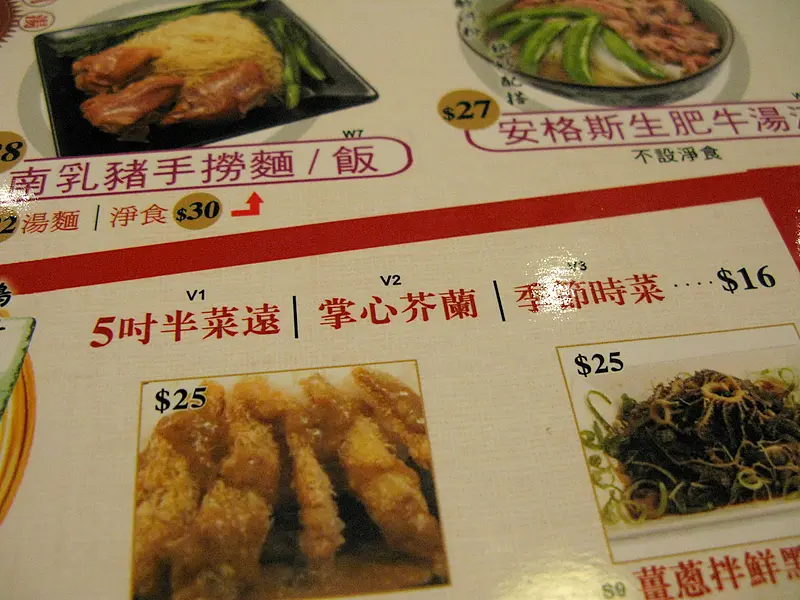 $27
安格斯生肥牛湯
不設淨食
W7
南乳豬手撈麵 / 飯
湯麵 | 淨食 $30
V1 V2 V3
5吋半菜遠 | 掌心芥蘭 | 季節時菜 ····$16
$25
$25
S9 薑蔥拌鮮